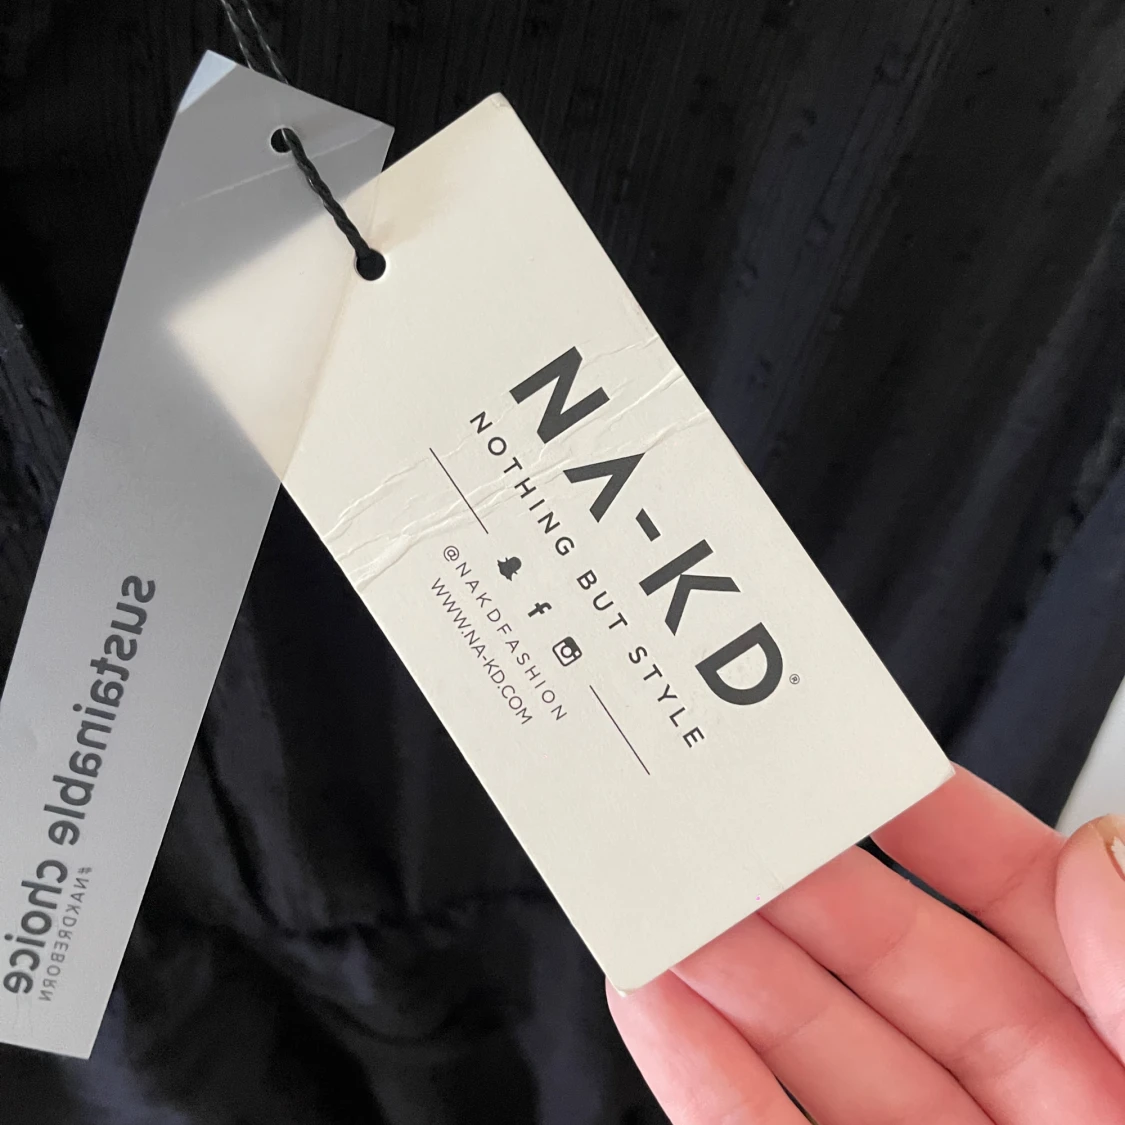 NA-KD®
NOTHING BUT STYLE
@NAKDFASHION
WWW.NA-KD.COM
sustainable choice
#NAKDREBORN